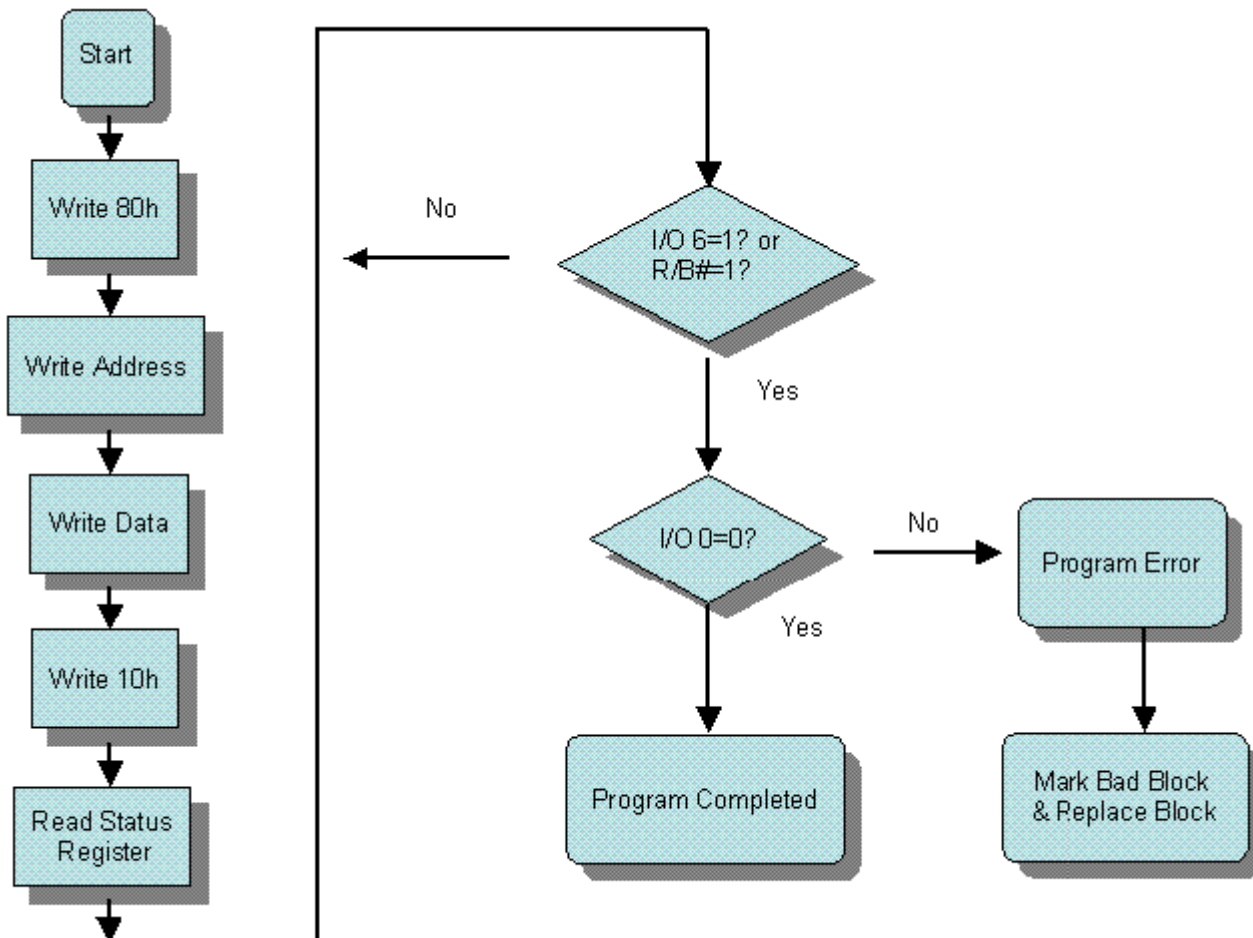 Start
Write 80h
Write Address
Write Data
Write 10h
Read Status
Register
No
I/O 6=1? or
R/B#=1?
Yes
I/O 0=0?
No
Yes
Program Error
Program Completed
Mark Bad Block
& Replace Block